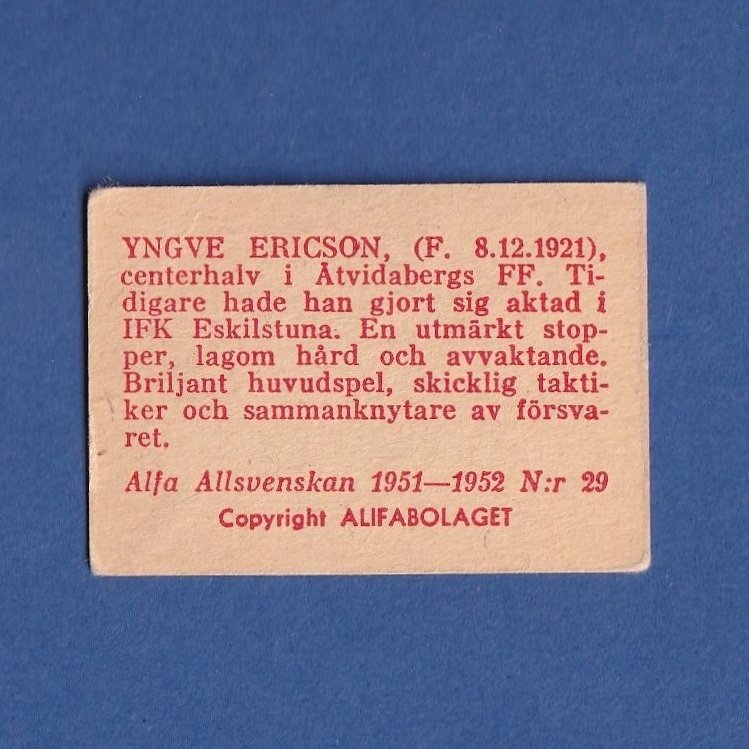 YNGVE ERICSON, (F. 8.12.1921),
centerhalv i Åtvidabergs FF. Ti-
digare hade han gjort sig aktad i
IFK Eskilstuna. En utmärkt stop-
per, lagom hård och avvaktande.
Briljant huvudspel, skicklig takti-
ker och sammanknytare av försva-
ret.
Alfa Allsvenskan 1951—1952 N:r 29
Copyright ALIFABOLAGET